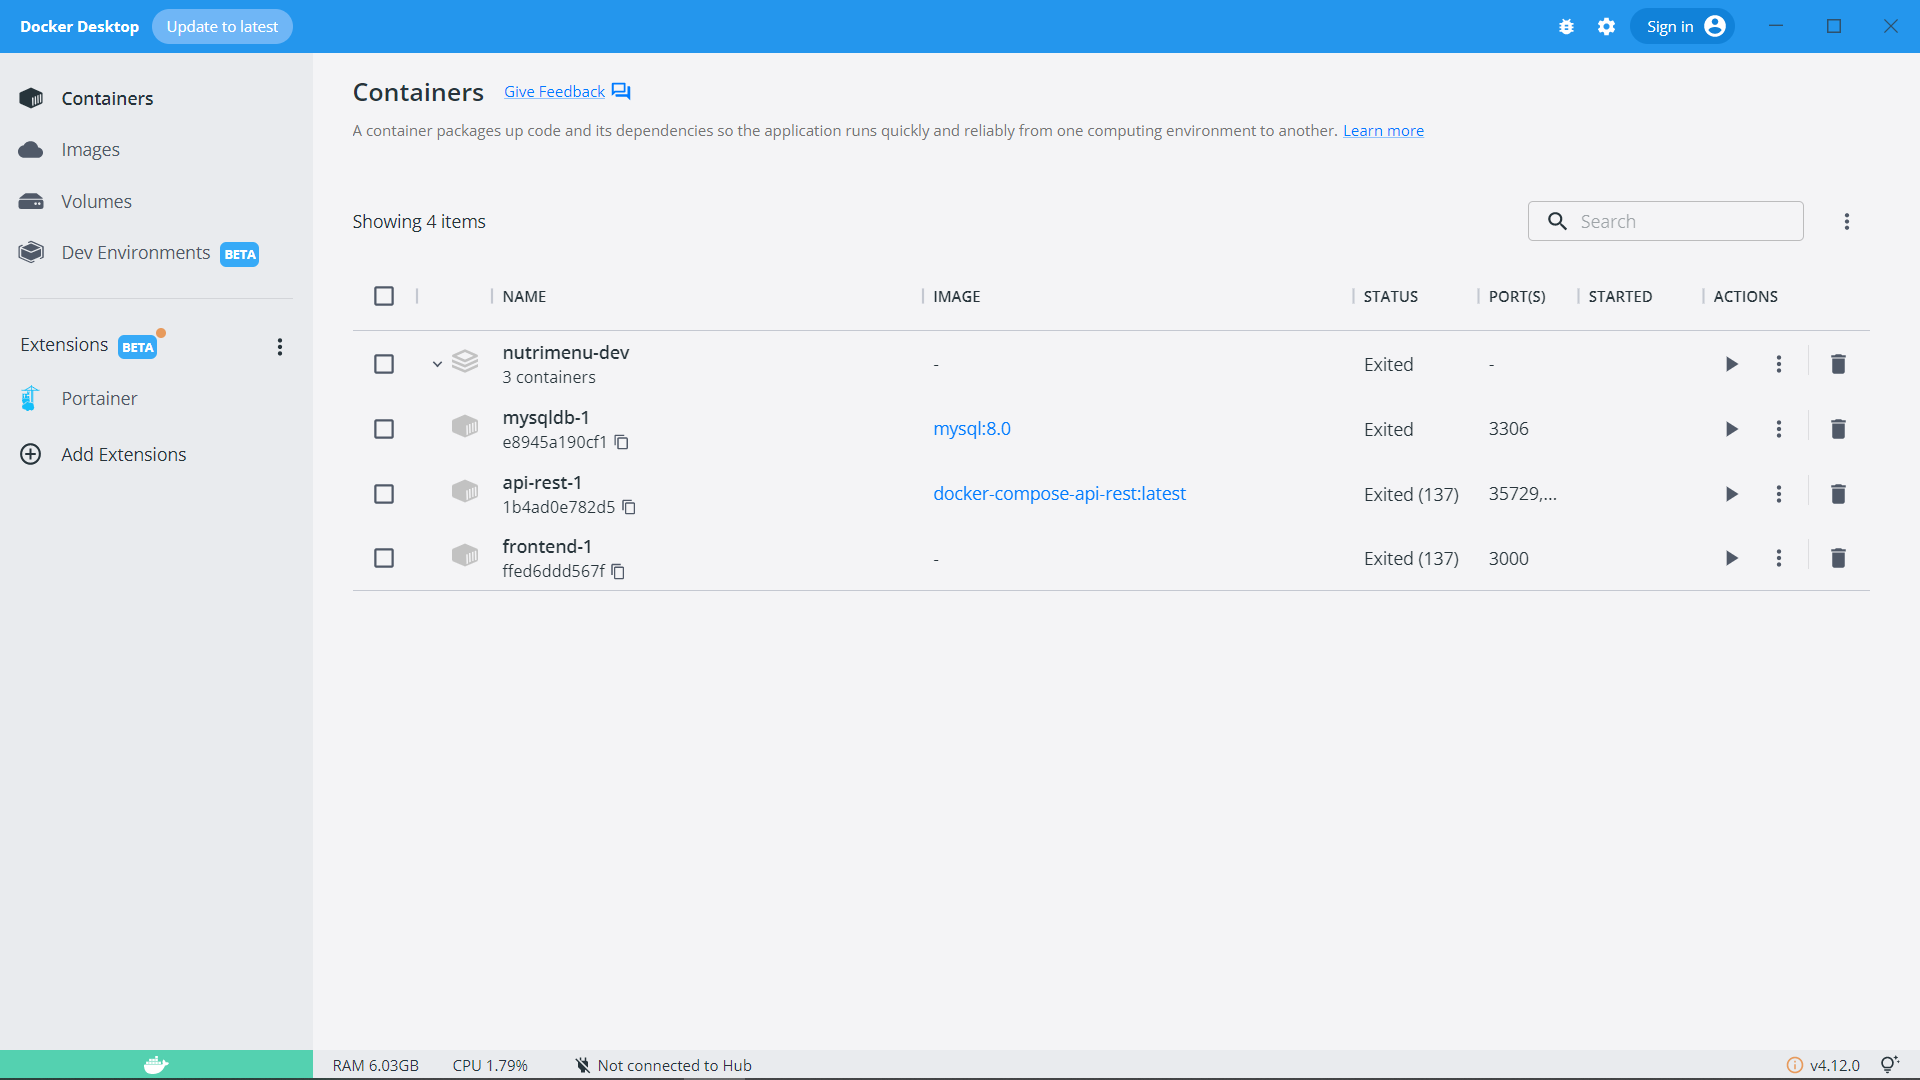 Docker Desktop Update to latest Sign in
Containers
Images
Volumes
Dev Environments BETA
Extensions BETA
Portainer
Add Extensions
Containers Give Feedback
A container packages up code and its dependencies so the application runs quickly and reliably from one computing environment to another. Learn more
Showing 4 items Search
NAME IMAGE STATUS PORT(S) STARTED ACTIONS
nutrimenu-dev
3 containers - Exited -
mysqldb-1
e8945a190cf1 mysql:8.0 Exited 3306
api-rest-1
1b4ad0e782d5 docker-compose-api-rest:latest Exited (137) 35729,...
frontend-1
ffed6ddd567f - Exited (137) 3000
RAM 6.03GB CPU 1.79% Not connected to Hub v4.12.0